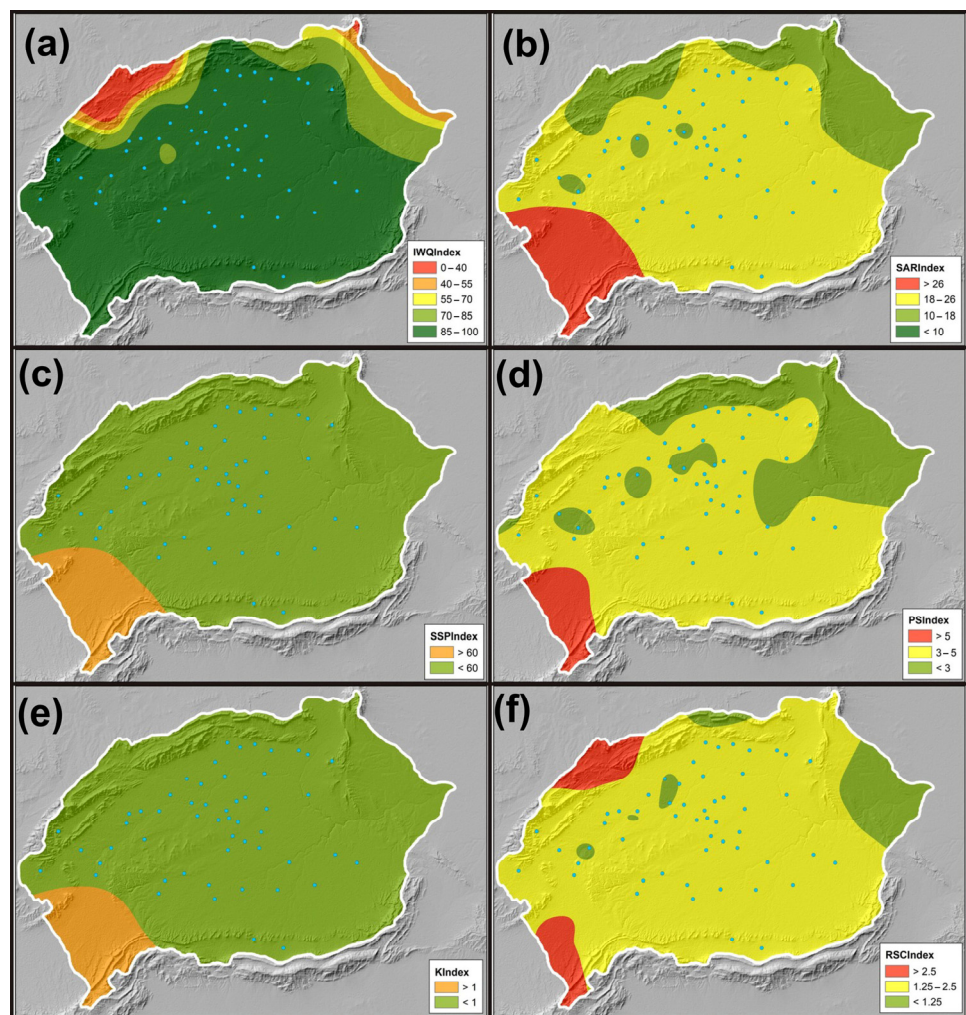 (a)
IWQIndex
0–40
40–55
55–70
70–85
85–100
(b)
SARIndex
> 26
18–26
10–18
< 10
(c)
SSPIndex
> 60
< 60
(d)
PSIndex
> 5
3–5
< 3
(e)
KIndex
> 1
< 1
(f)
RSCIndex
> 2.5
1.25–2.5
< 1.25